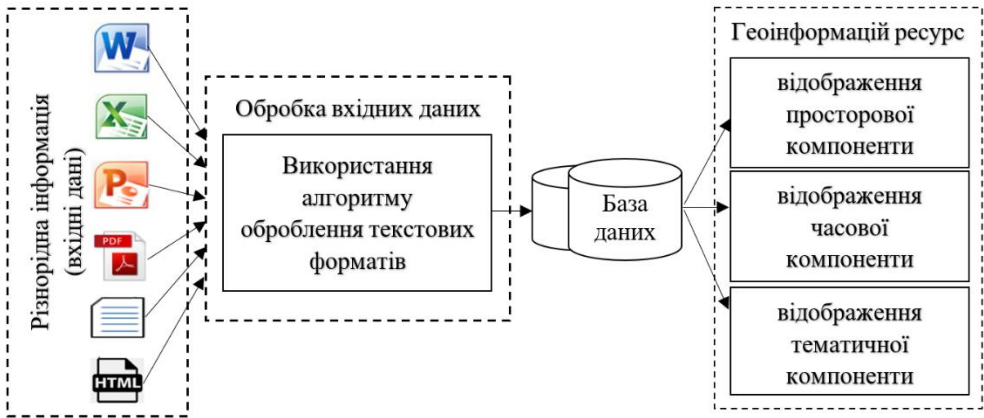 Різнорідна інформація
(вхідні дані)
W
X
P
PDF
HTML
Обробка вхідних даних
Використання
алгоритму
оброблення текстових
форматів
База
даних
Геоінформацій ресурс
відображення
просторової
компоненти
відображення
часової
компоненти
відображення
тематичної
компоненти